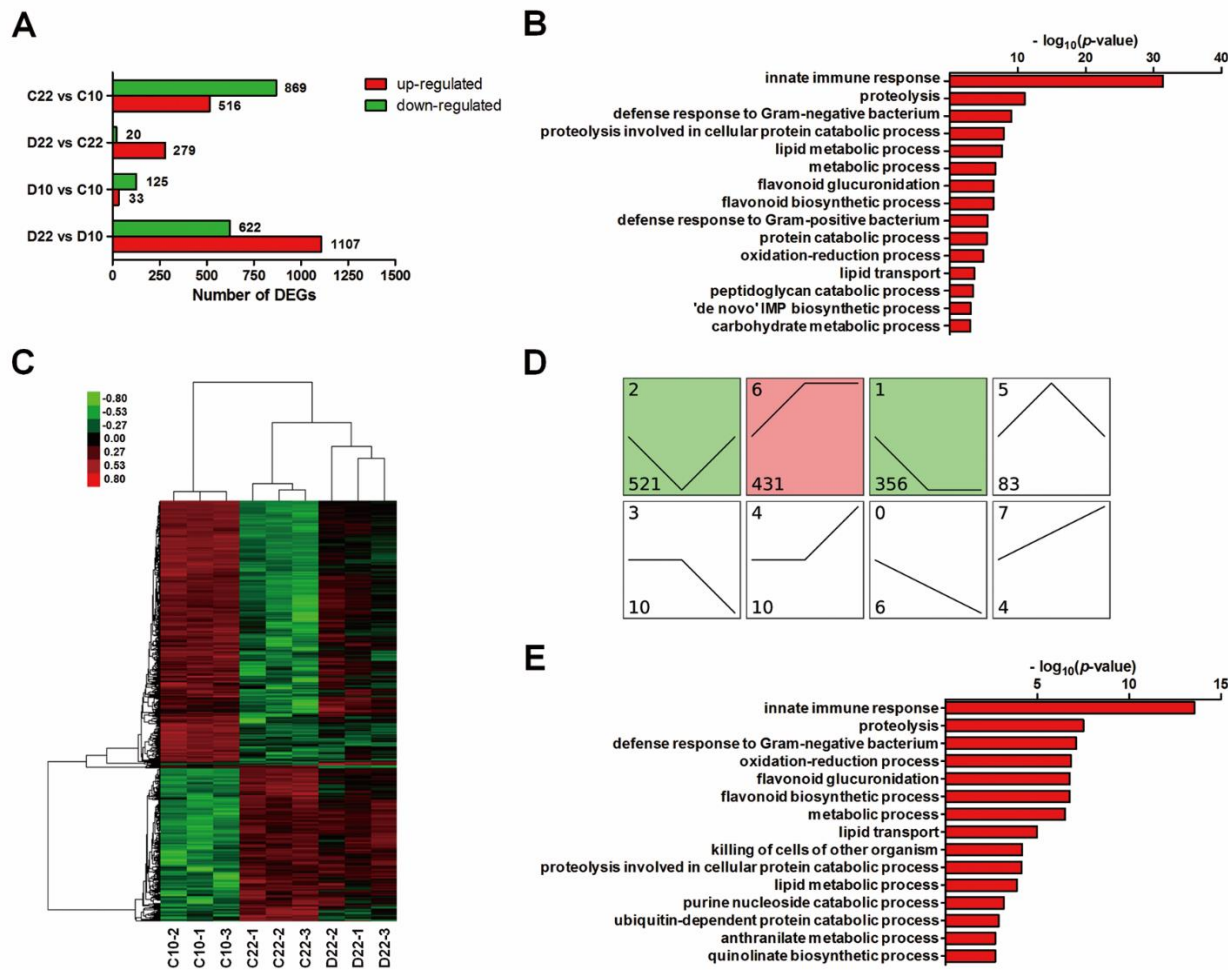 A
C22 vs C10
869
516
D22 vs C22
20
279
D10 vs C10
125
33
D22 vs D10
622
1107
0 250 500 750 1000 1250 1500
Number of DEGs
up-regulated
down-regulated
B
- log10(p-value)
10 20 30 40
innate immune response
proteolysis
defense response to Gram-negative bacterium
proteolysis involved in cellular protein catabolic process
lipid metabolic process
metabolic process
flavonoid glucuronidation
flavonoid biosynthetic process
defense response to Gram-positive bacterium
protein catabolic process
oxidation-reduction process
lipid transport
peptidoglycan catabolic process
'de novo' IMP biosynthetic process
carbohydrate metabolic process
C
-0.80
-0.53
-0.27
0.00
0.27
0.53
0.80
C10-2 C10-1 C10-3 C22-1 C22-2 C22-3 D22-2 D22-1 D22-3
D
2 6 1 5
521 431 356 83
3 4 0 7
10 10 6 4
E
- log10(p-value)
5 10 15
innate immune response
proteolysis
defense response to Gram-negative bacterium
oxidation-reduction process
flavonoid glucuronidation
flavonoid biosynthetic process
metabolic process
lipid transport
killing of cells of other organism
proteolysis involved in cellular protein catabolic process
lipid metabolic process
purine nucleoside catabolic process
ubiquitin-dependent protein catabolic process
anthranilate metabolic process
quinolinate biosynthetic process